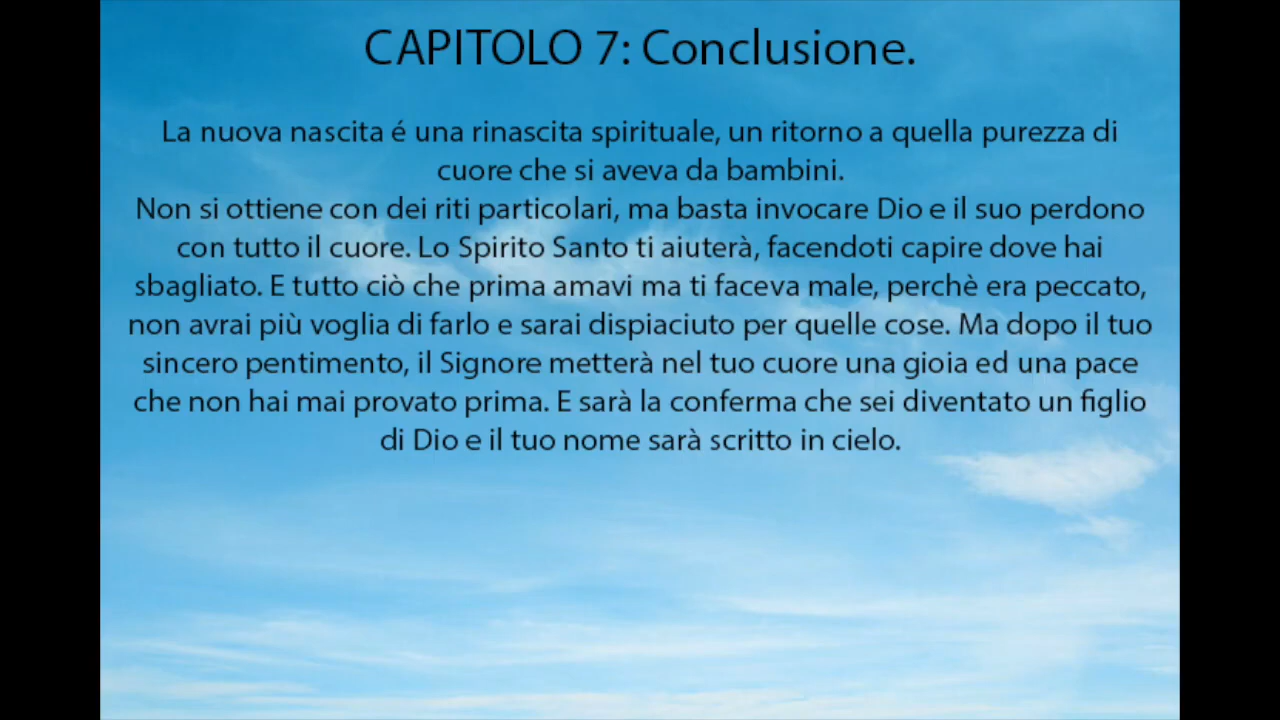 CAPITOLO 7: Conclusione.
La nuova nascita é una rinascita spirituale, un ritorno a quella purezza di
cuore che si aveva da bambini.
Non si ottiene con dei riti particolari, ma basta invocare Dio e il suo perdono
con tutto il cuore. Lo Spirito Santo ti aiuterà, facendoti capire dove hai
sbagliato. E tutto ciò che prima amavi ma ti faceva male, perchè era peccato,
non avrai più voglia di farlo e sarai dispiaciuto per quelle cose. Ma dopo il tuo
sincero pentimento, il Signore metterà nel tuo cuore una gioia ed una pace
che non hai mai provato prima. E sarà la conferma che sei diventato un figlio
di Dio e il tuo nome sarà scritto in cielo.